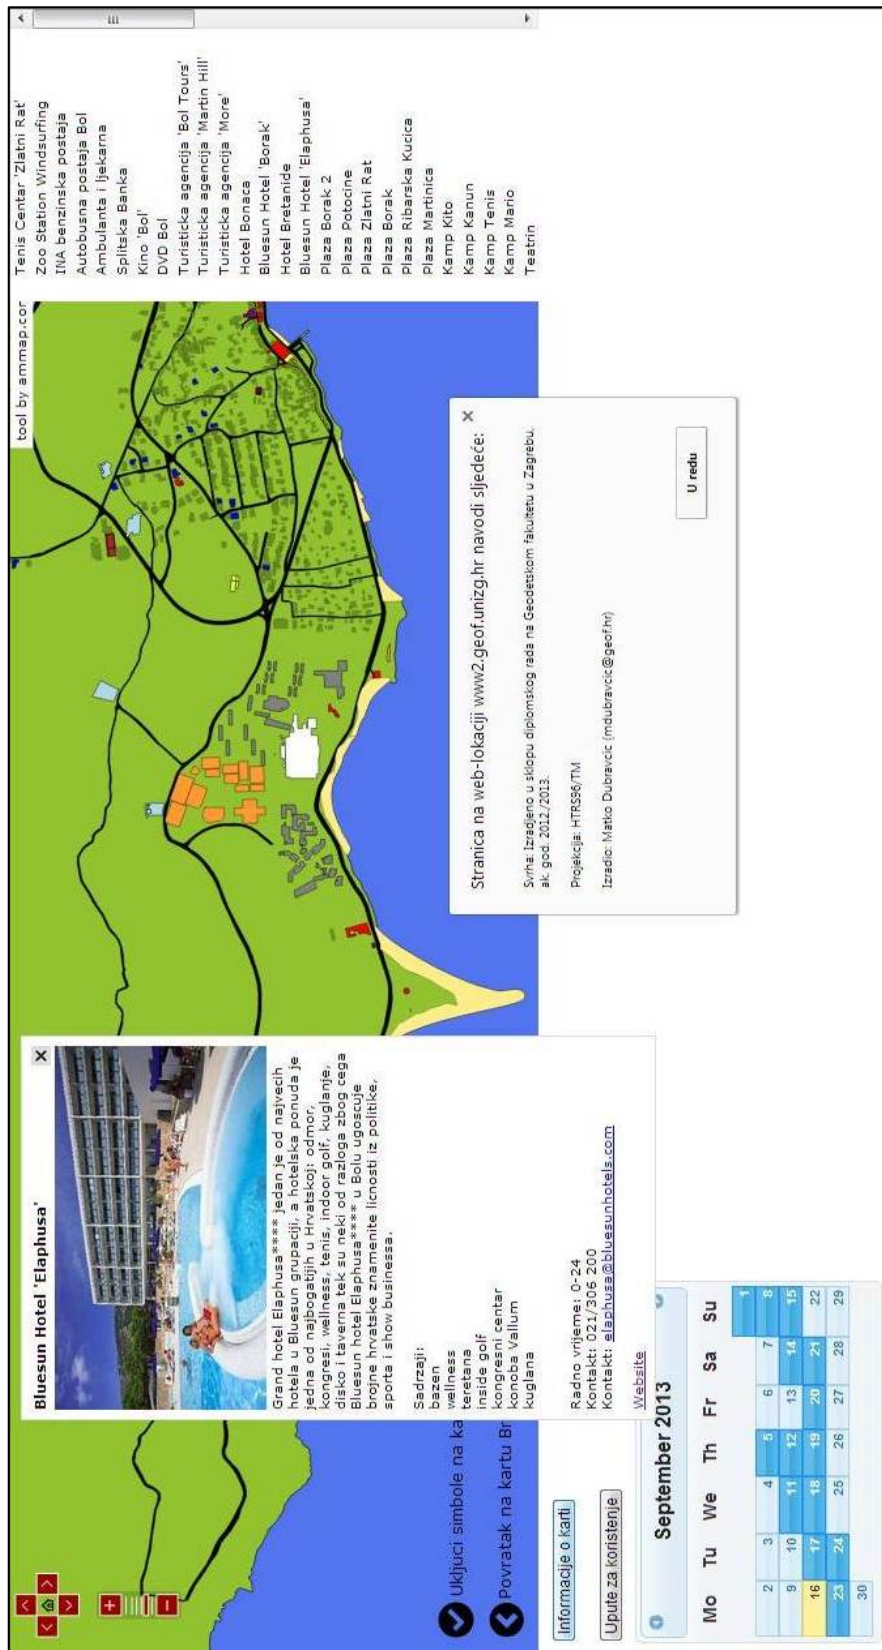 tool by ammap.cor
Tenis Centar 'Zlatni Rat'
Zoo Station Windsurfing
INA benzinska postaja
Autobusna postaja Bol
Ambulanta i ljekarna
Splitska Banka
Kino 'Bol'
DVD Bol
Turisticka agencija 'Bol Tours'
Turisticka agencija 'Martin Hill'
Turisticka agencija 'More'
Hotel Bonaca
Bluesun Hotel 'Borak'
Hotel Bretanide
Bluesun Hotel 'Elaphusa'
Plaza Borak 2
Plaza Potocine
Plaza Zlatni Rat
Plaza Borak
Plaza Ribarska Kucica
Plaza Martinica
Kamp Kito
Kamp Kanun
Kamp Tenis
Kamp Mario
Teatrin
Bluesun Hotel 'Elaphusa'
Grand hotel Elaphusa**** jedan je od najvecih
hotela u Bluesun grupaciji, a hotelska ponuda je
jedna od najbogatijih u Hrvatskoj: odmor,
kongresi, wellness, tenis, indoor golf, kuglanje,
disko i taverna tek su neki od razloga zbog cega
Bluesun hotel Elaphusa**** u Bolu ugoscuje
brojne hrvatske znamenite licnosti iz politike,
sporta i show businessa.
Sadrzaji:
bazen
wellness
teretana
inside golf
kongresni centar
konoba Vallum
kuglana
Radno vrijeme: 0-24
Kontakt: 021/306 200
Kontakt: elaphusa@bluesunhotels.com
Website
Ukljuci simbole na ka
Povratak na kartu Br
Informacije o karti
Upute za koristenje
Stranica na web-lokaciji www2.geof.unizg.hr navodi sljedeće:
Svrha: Izradjeno u sklopu diplomskog rada na Geodetskom fakultetu u Zagrebu,
ak. god. 2012./2013.
Projekcija: HTRS96/TM
Izradio: Matko Dubravcic (mdubravcic@geof.hr)
U redu
September 2013
Mo Tu We Th Fr Sa Su
1
2 3 4 5 6 7 8
9 10 11 12 13 14 15
16 17 18 19 20 21 22
23 24 25 26 27 28 29
30